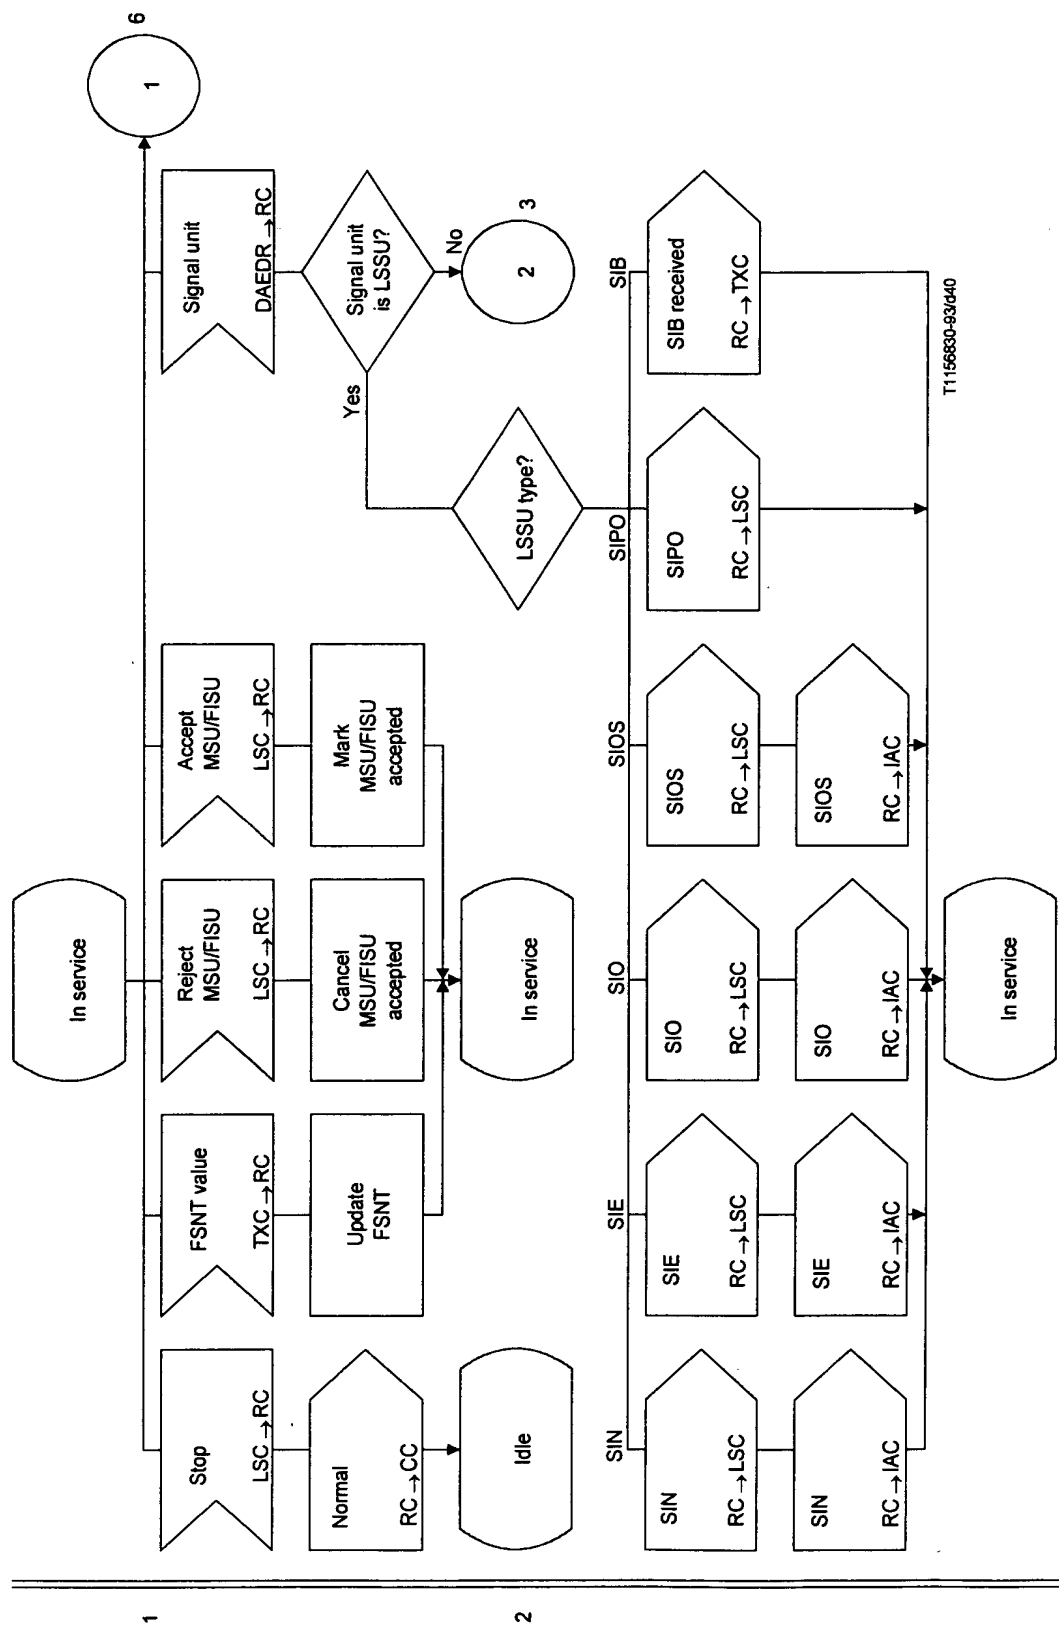 6
1
In service
1
Stop
LSC → RC
FSNT value
TXC → RC
Reject
MSU/FISU
LSC → RC
Accept
MSU/FISU
LSC → RC
Signal unit
DAEDR → RC
Normal
RC → CC
Update
FSNT
Cancel
MSU/FISU
accepted
Mark
MSU/FISU
accepted
Signal unit
is LSSU?
Yes
No
2
Idle
In service
LSSU type?
2
3
SIN
SIE
SIO
SIOS
SIPO
SIB
SIN
RC → LSC
SIE
RC → LSC
SIO
RC → LSC
SIOS
RC → LSC
SIPO
RC → LSC
SIB received
RC → TXC
SIN
RC → IAC
SIE
RC → IAC
SIO
RC → IAC
SIOS
RC → IAC
In service
T1156830-93/d40